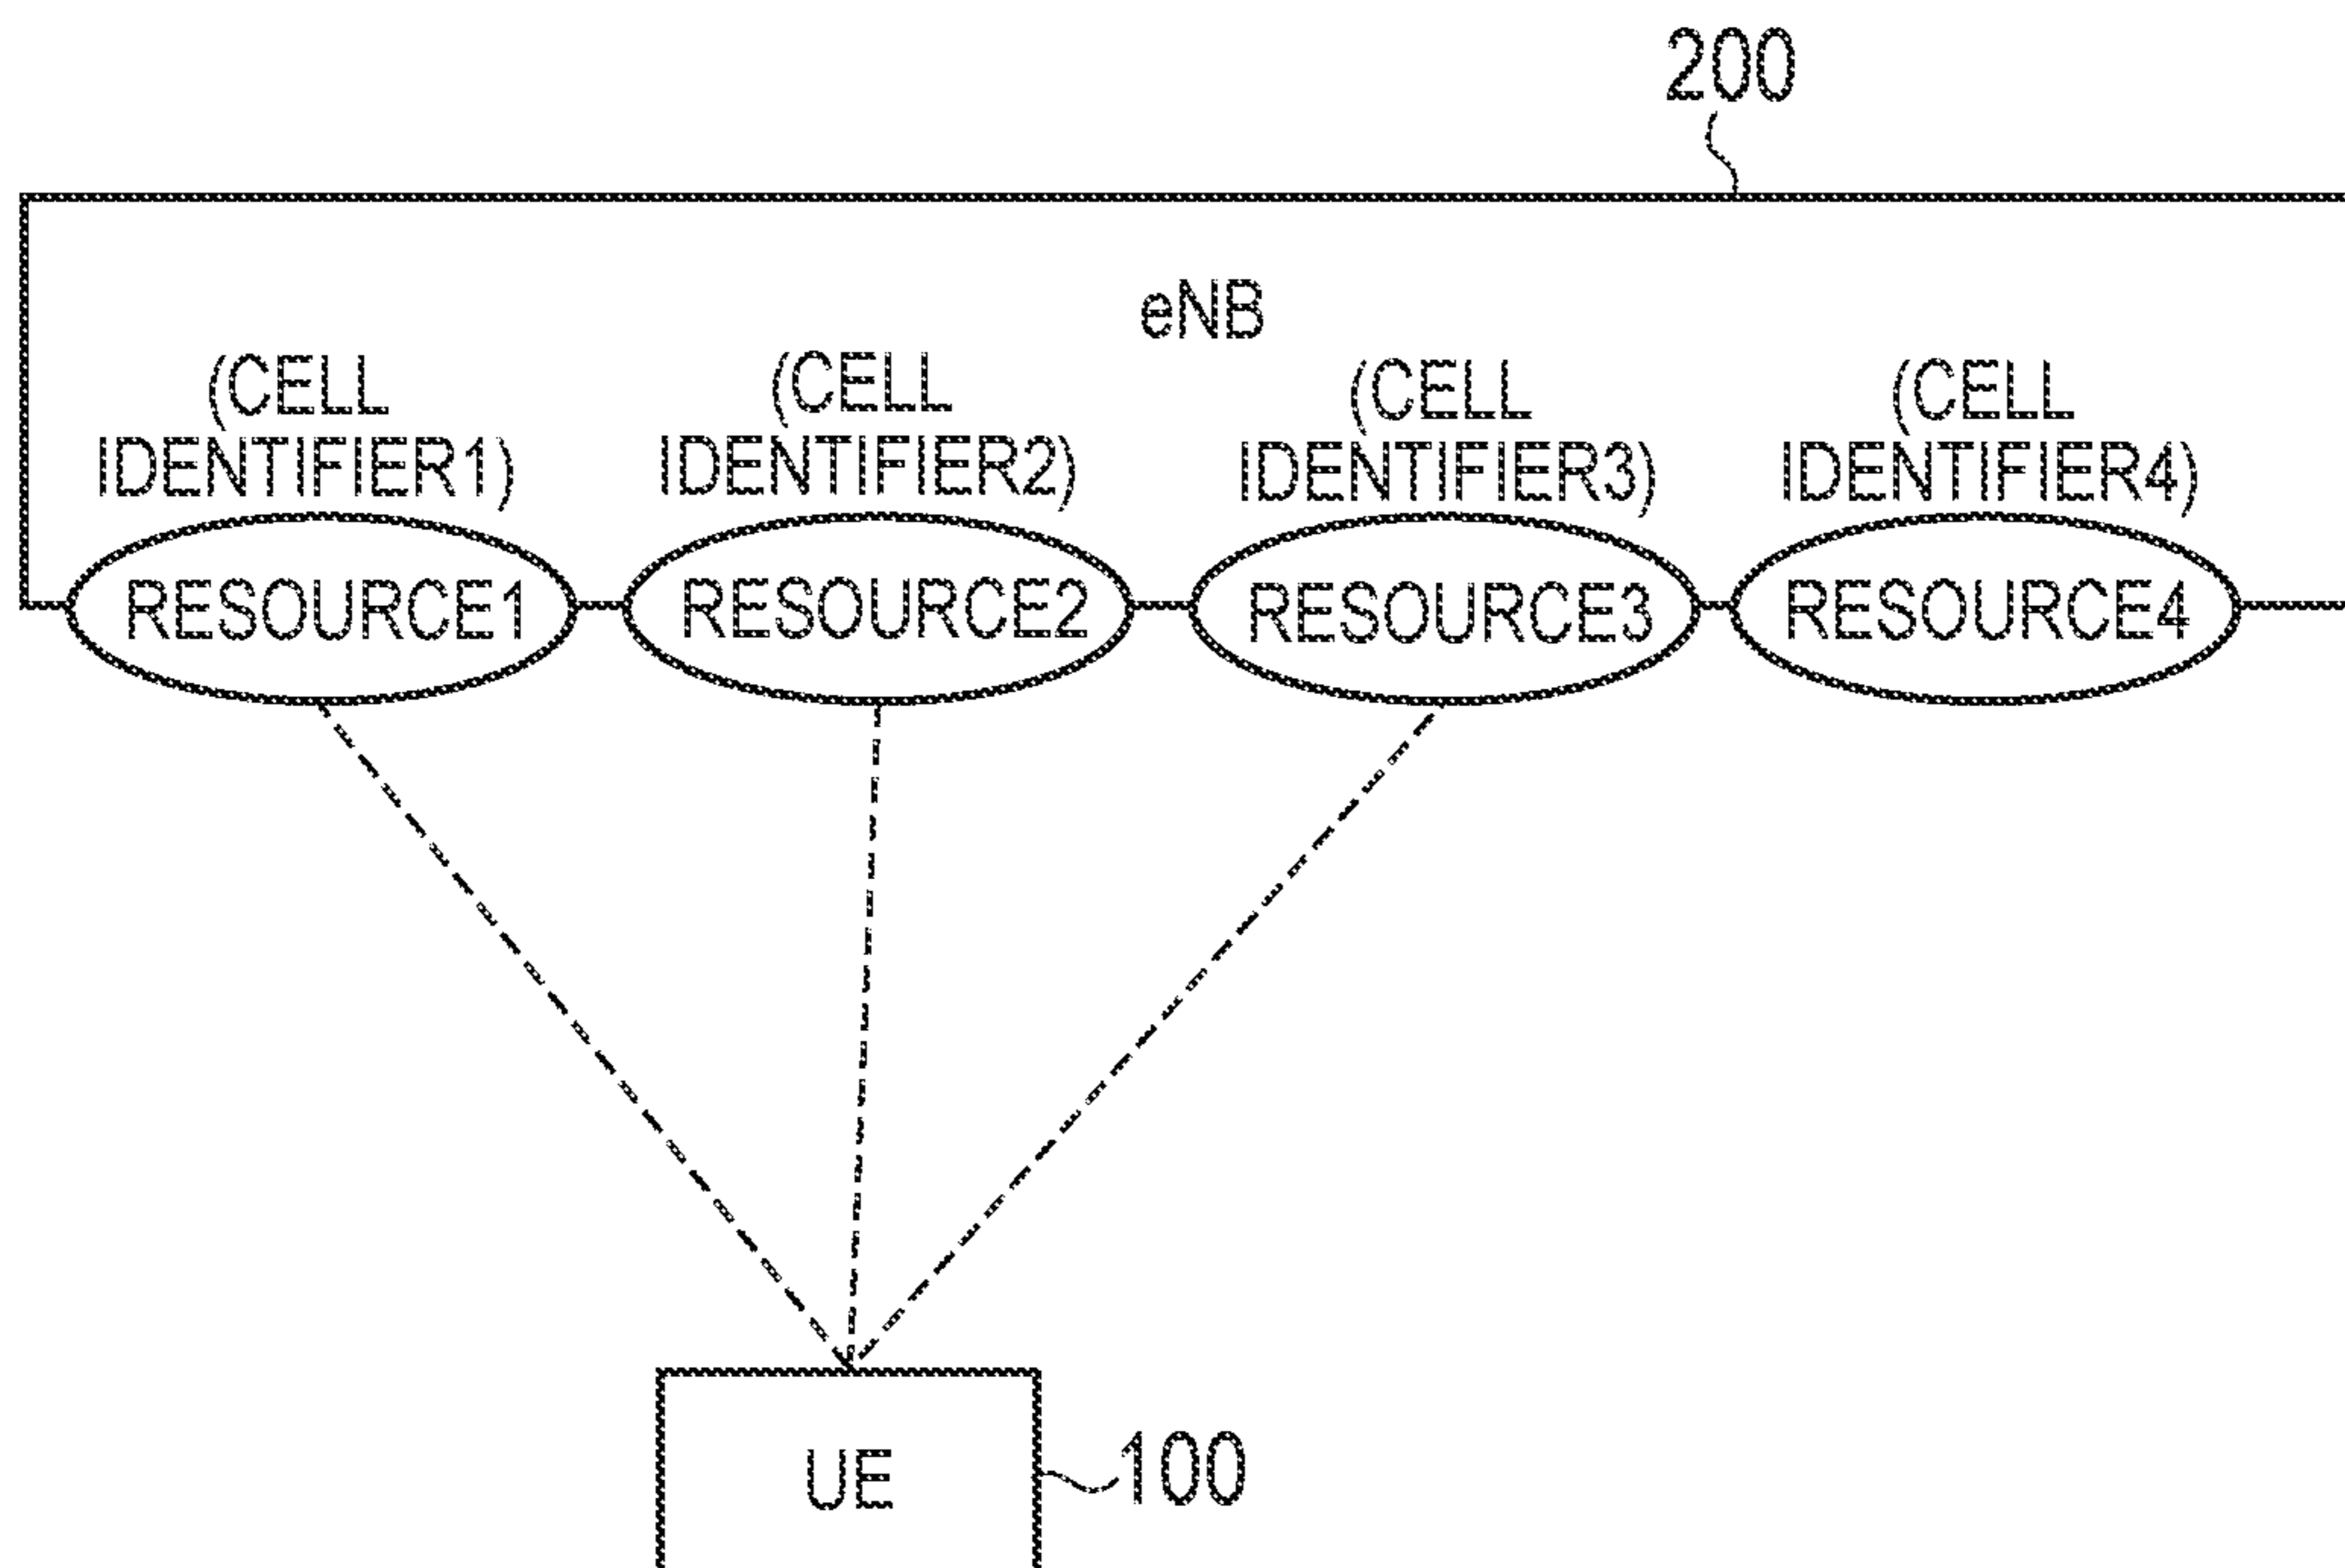 200
eNB
(CELL
IDENTIFIER1)
(CELL
IDENTIFIER2)
(CELL
IDENTIFIER3)
(CELL
IDENTIFIER4)
RESOURCE1
RESOURCE2
RESOURCE3
RESOURCE4
UE
100